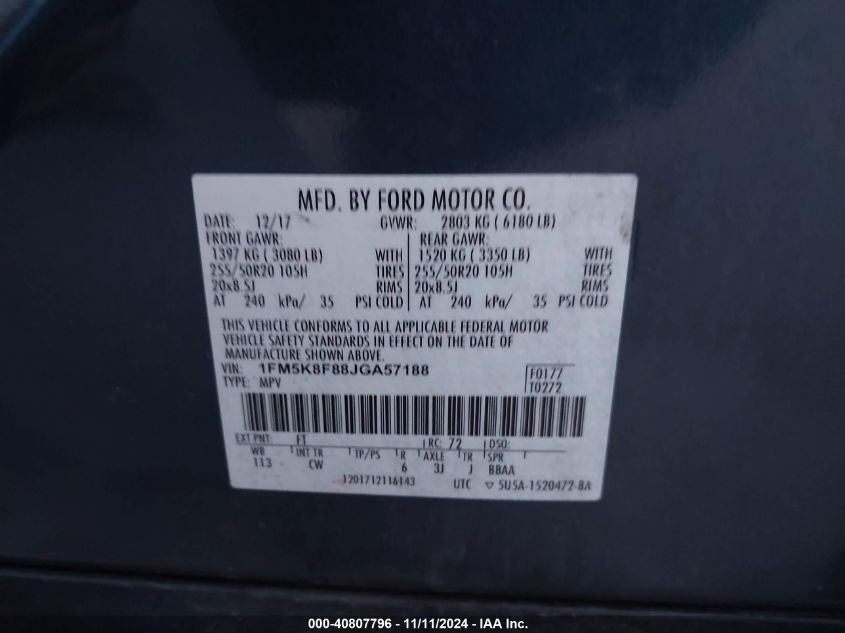 MFD. BY FORD MOTOR CO.
DATE: 12/17 GVWR: 2803 KG ( 6180 LB)
FRONT GAWR: REAR GAWR:
1397 KG ( 3080 LB) WITH 1520 KG ( 3350 LB) WITH
255/50R20 105H TIRES 255/50R20 105H TIRES
20x8.5J RIMS 20x8.5J RIMS
AT 240 kPa/ 35 PSI COLD AT 240 kPa/ 35 PSI COLD
THIS VEHICLE CONFORMS TO ALL APPLICABLE FEDERAL MOTOR
VEHICLE SAFETY STANDARDS IN EFFECT ON THE DATE OF
MANUFACTURE SHOWN ABOVE.
VIN: 1FM5K8F88JGA57188 F0177
TYPE: MPV T0272
EXT PNT: FT RC: 72 DSO:
WB INT TR TP/PS R AXLE TR SPR
113 CW 6 3J J BBAA
1201712116143 UTC ▽ 5U5A-1520472-BA
000-40807796 - 11/11/2024 - IAA Inc.